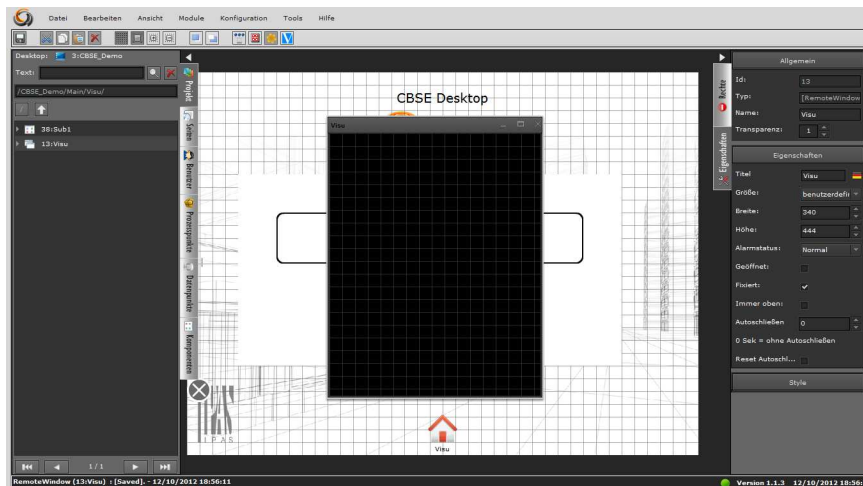 Datei Bearbeiten Ansicht Module Konfiguration Tools Hilfe
Desktop: 3:CBSE_Demo
Text:
/CBSE_Demo/Main/Visu/
38:Sub1
13:Visu
1/1
Projekt
Seiten
Benutzer
Prozesspunkte
Datenpunkte
Komponenten
CBSE Desktop
Visu
IPAS
Visu
Rechte
Eigenschaften
Allgemein
Id: 13
Typ: [RemoteWindow
Name: Visu
Transparenz: 1
Eigenschaften
Titel Visu
Größe: benutzerdefi
Breite: 340
Höhe: 444
Alarmstatus: Normal
Geöffnet:
Fixiert:
Immer oben:
Autoschließen 0
0 Sek = ohne Autoschließen
Reset Autoschl...
Style
RemoteWindow (13:Visu) : [Saved]. - 12/10/2012 18:56:11
Version 1.1.3 12/10/2012 18:56: